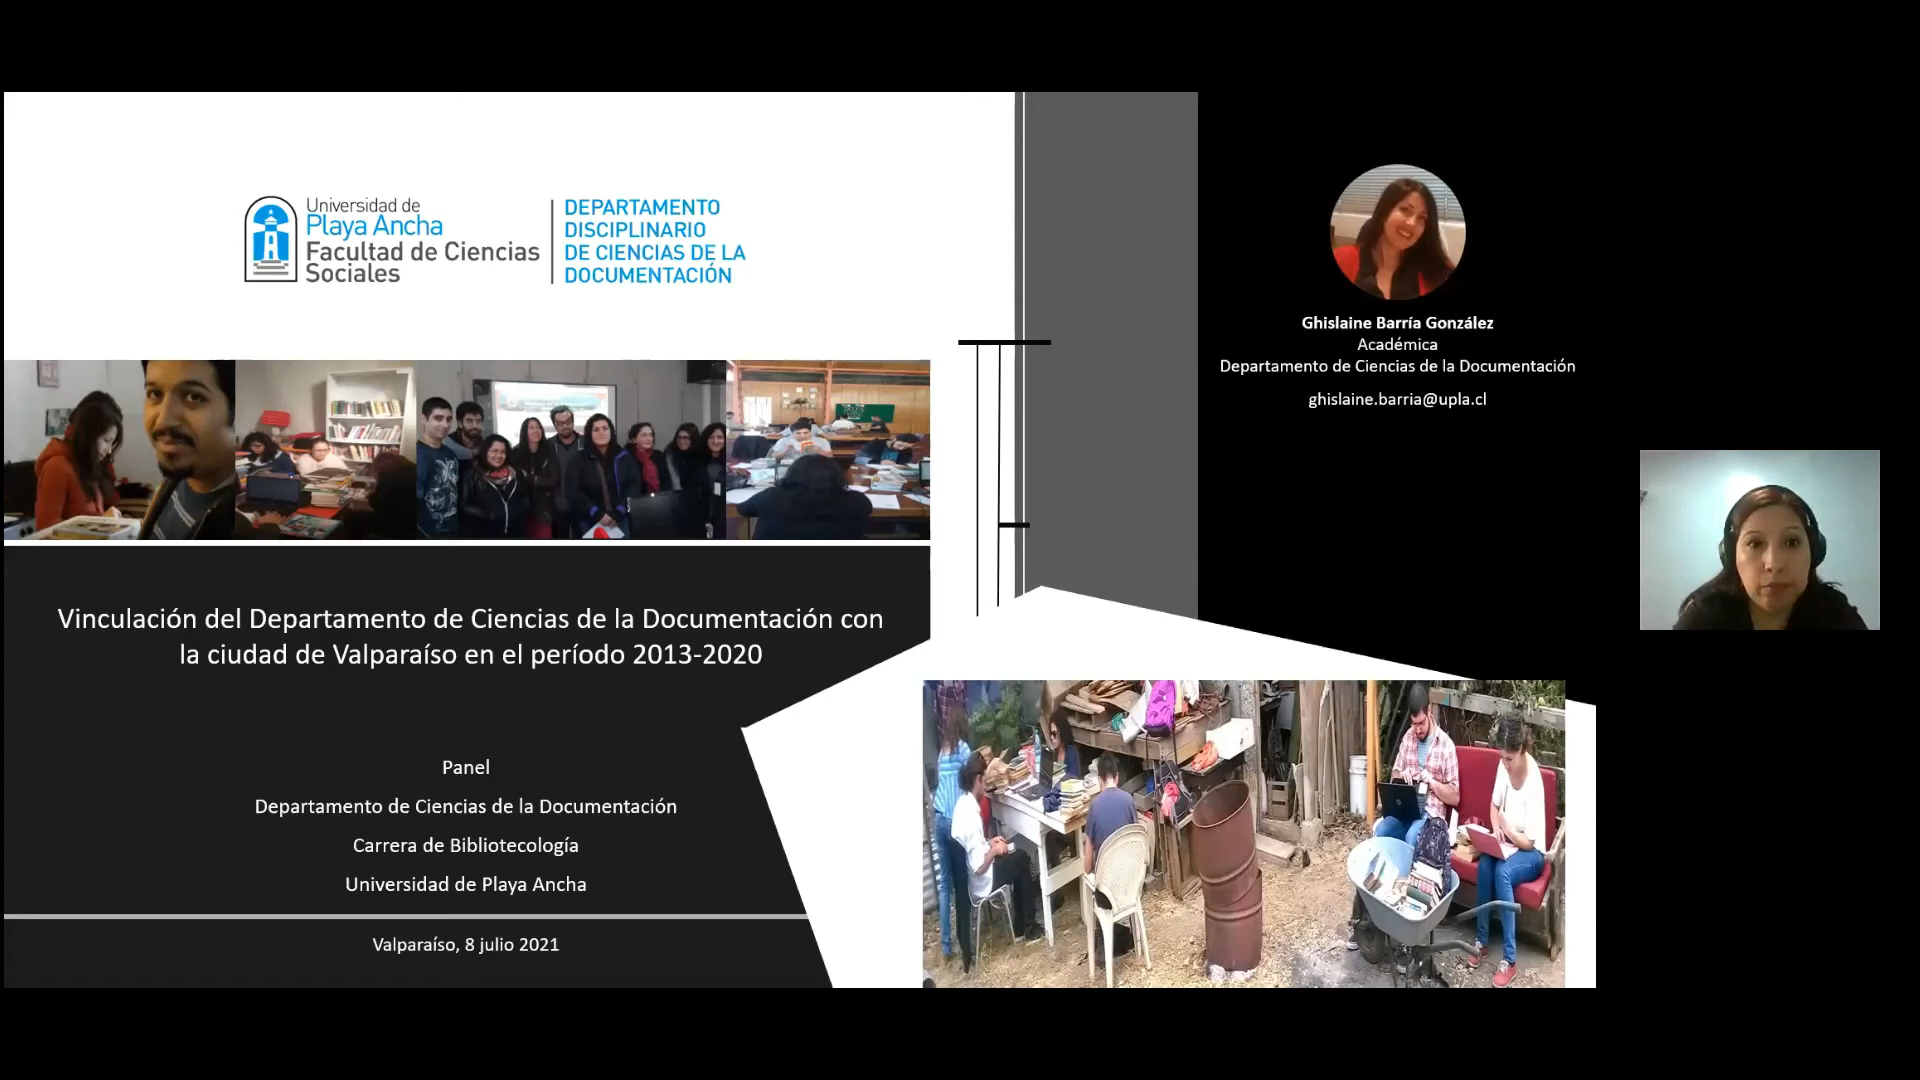 Universidad de
Playa Ancha
Facultad de Ciencias
Sociales
DEPARTAMENTO
DISCIPLINARIO
DE CIENCIAS DE LA
DOCUMENTACIÓN
Ghislaine Barría González
Académica
Departamento de Ciencias de la Documentación
ghislaine.barria@upla.cl
Vinculación del Departamento de Ciencias de la Documentación con
la ciudad de Valparaíso en el período 2013-2020
Panel
Departamento de Ciencias de la Documentación
Carrera de Bibliotecología
Universidad de Playa Ancha
Valparaíso, 8 julio 2021